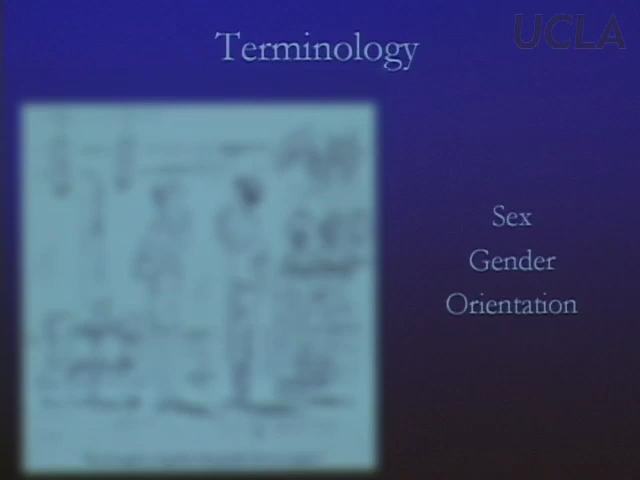 UCLA
Terminology
Sex
Gender
Orientation